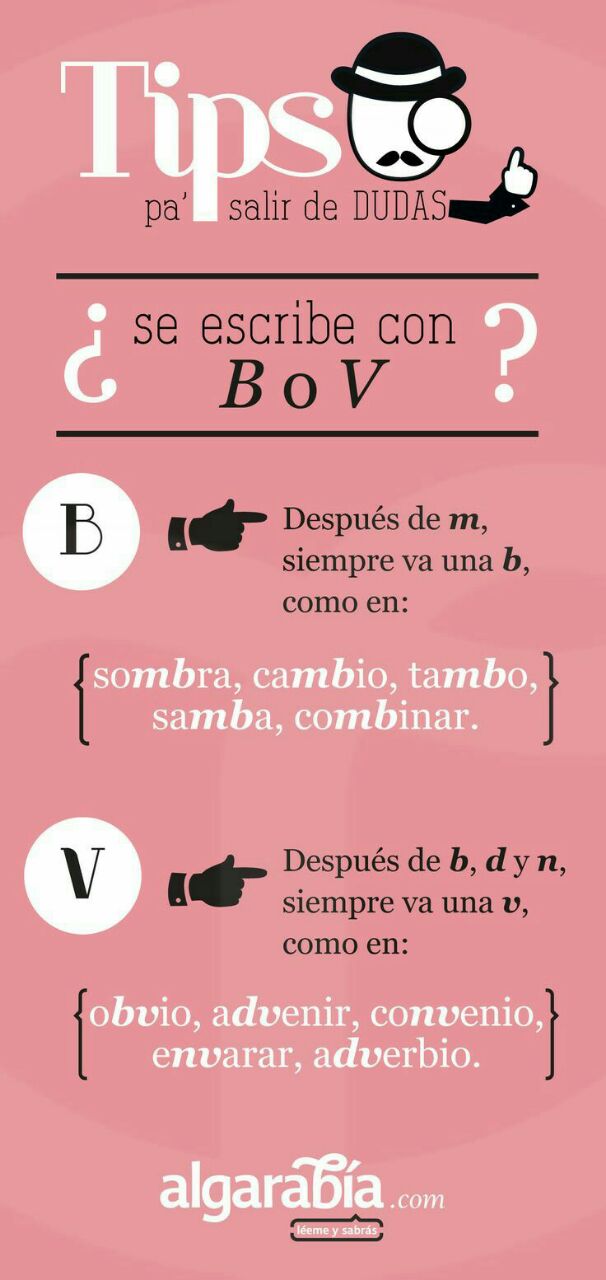 Tips
pa' salir de DUDAS
¿se escribe con
B o V?
B
Después de m,
siempre va una b,
como en:
{sombra, cambio, tambo,
samba, combinar.}
V
Después de b, d y n,
siempre va una v,
como en:
{obvio, advenir, convenio,
envarar, adverbio.}
algarabía.com
léeme y sabrás